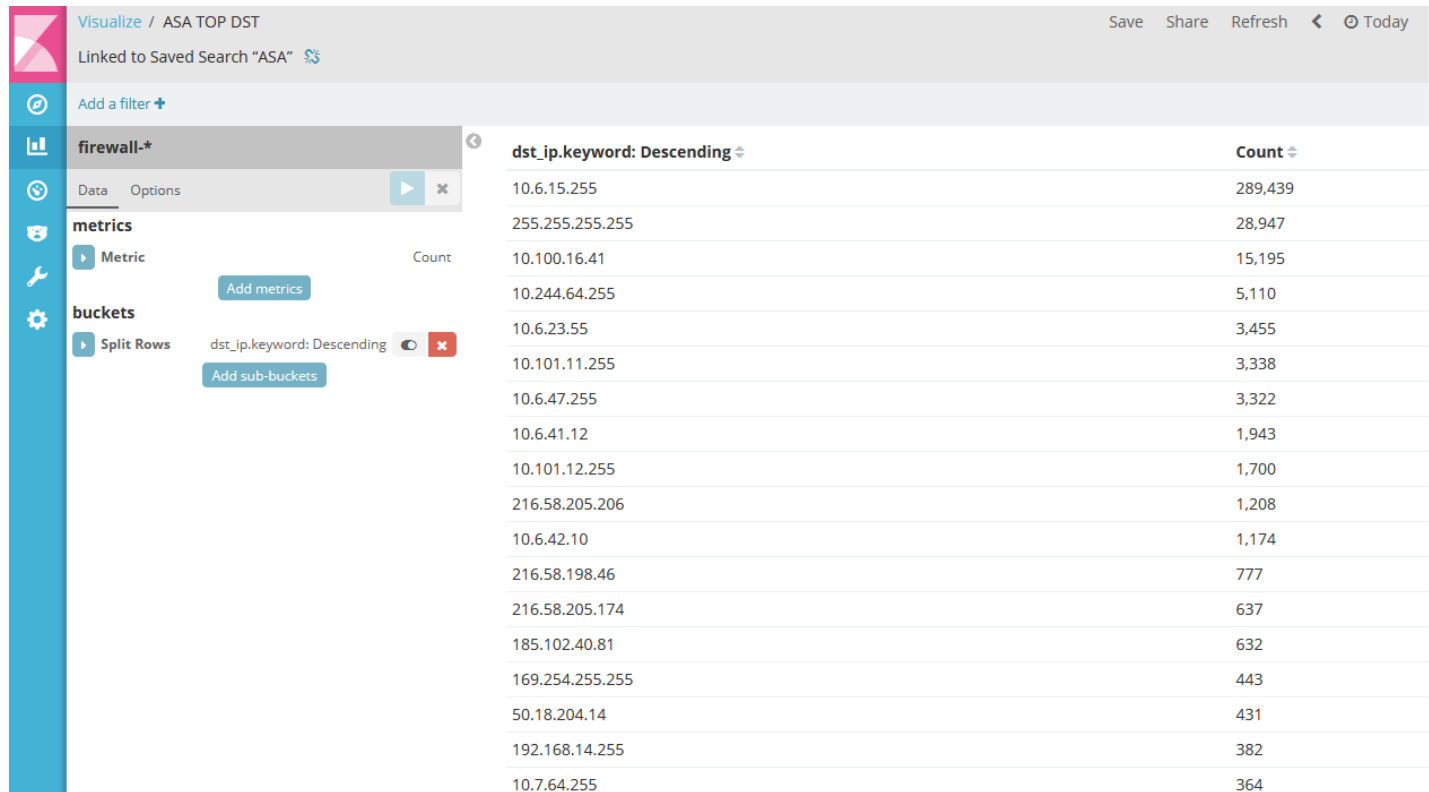 Visualize / ASA TOP DST
Save Share Refresh Today
Linked to Saved Search “ASA”
Add a filter
firewall-*
Data Options
metrics
Metric Count
Add metrics
buckets
Split Rows dst_ip.keyword: Descending
Add sub-buckets
dst_ip.keyword: Descending Count
10.6.15.255 289,439
255.255.255.255 28,947
10.100.16.41 15,195
10.244.64.255 5,110
10.6.23.55 3,455
10.101.11.255 3,338
10.6.47.255 3,322
10.6.41.12 1,943
10.101.12.255 1,700
216.58.205.206 1,208
10.6.42.10 1,174
216.58.198.46 777
216.58.205.174 637
185.102.40.81 632
169.254.255.255 443
50.18.204.14 431
192.168.14.255 382
10.7.64.255 364